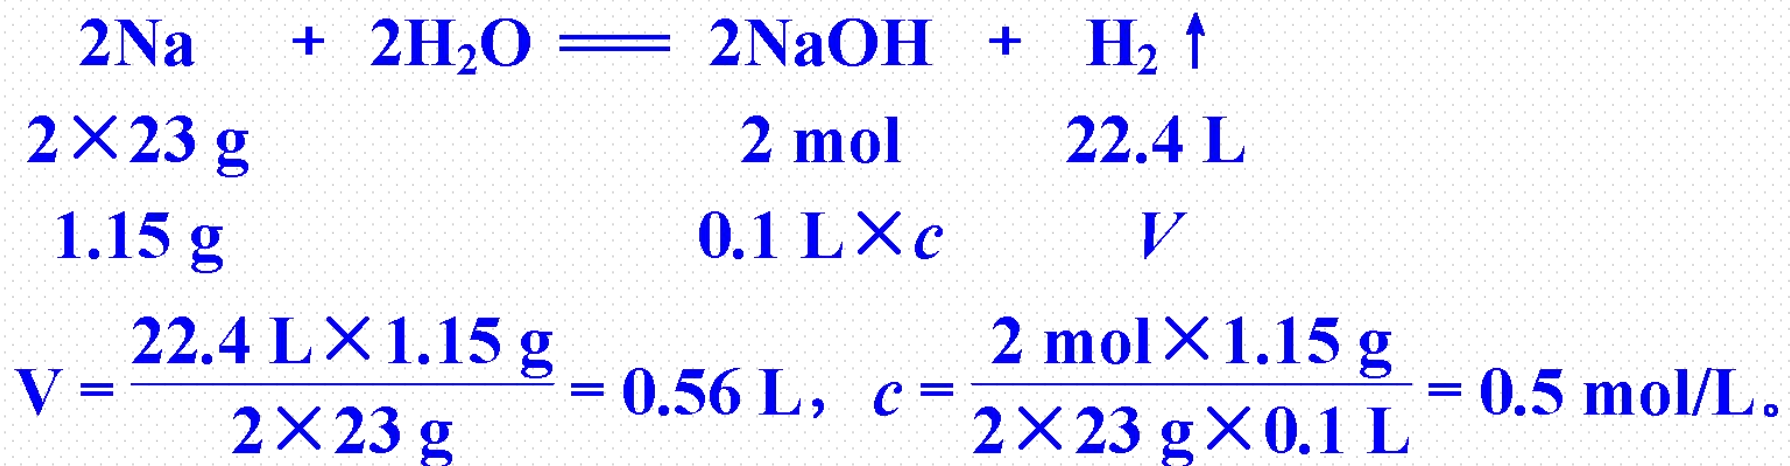 2Na + 2H₂O ══ 2NaOH + H₂↑
2×23 g 2 mol 22.4 L
1.15 g 0.1 L×c V
22.4 L×1.15 g 2 mol×1.15 g
V = ———— = 0.56 L, c = ———— = 0.5 mol/L。
2×23 g 2×23 g×0.1 L